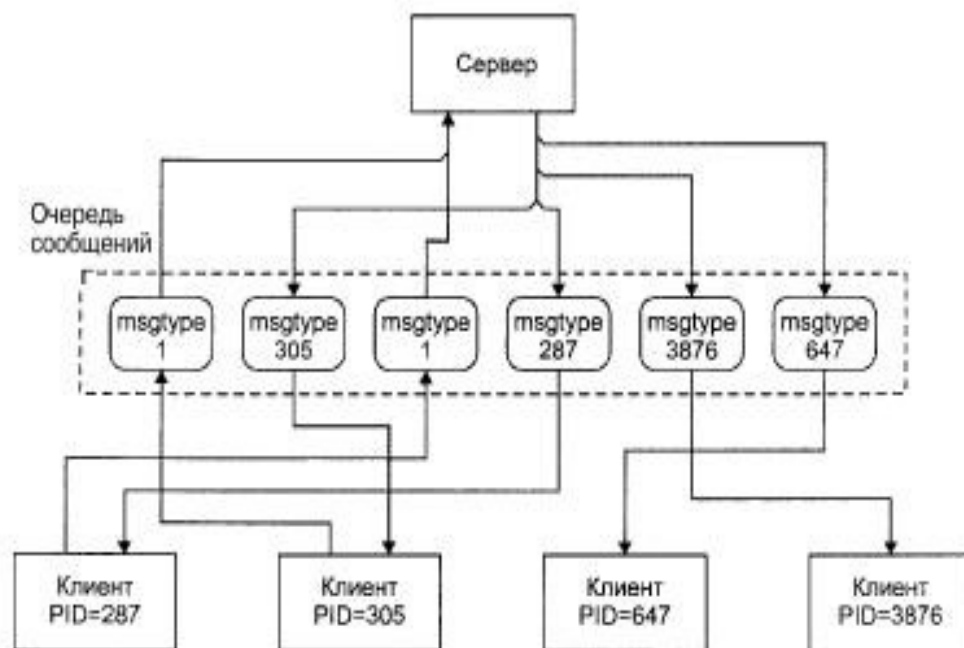 Сервер
Очередь
сообщений
msgtype
1
msgtype
305
msgtype
1
msgtype
287
msgtype
3876
msgtype
647
Клиент
PID=287
Клиент
PID=305
Клиент
PID=647
Клиент
PID=3876